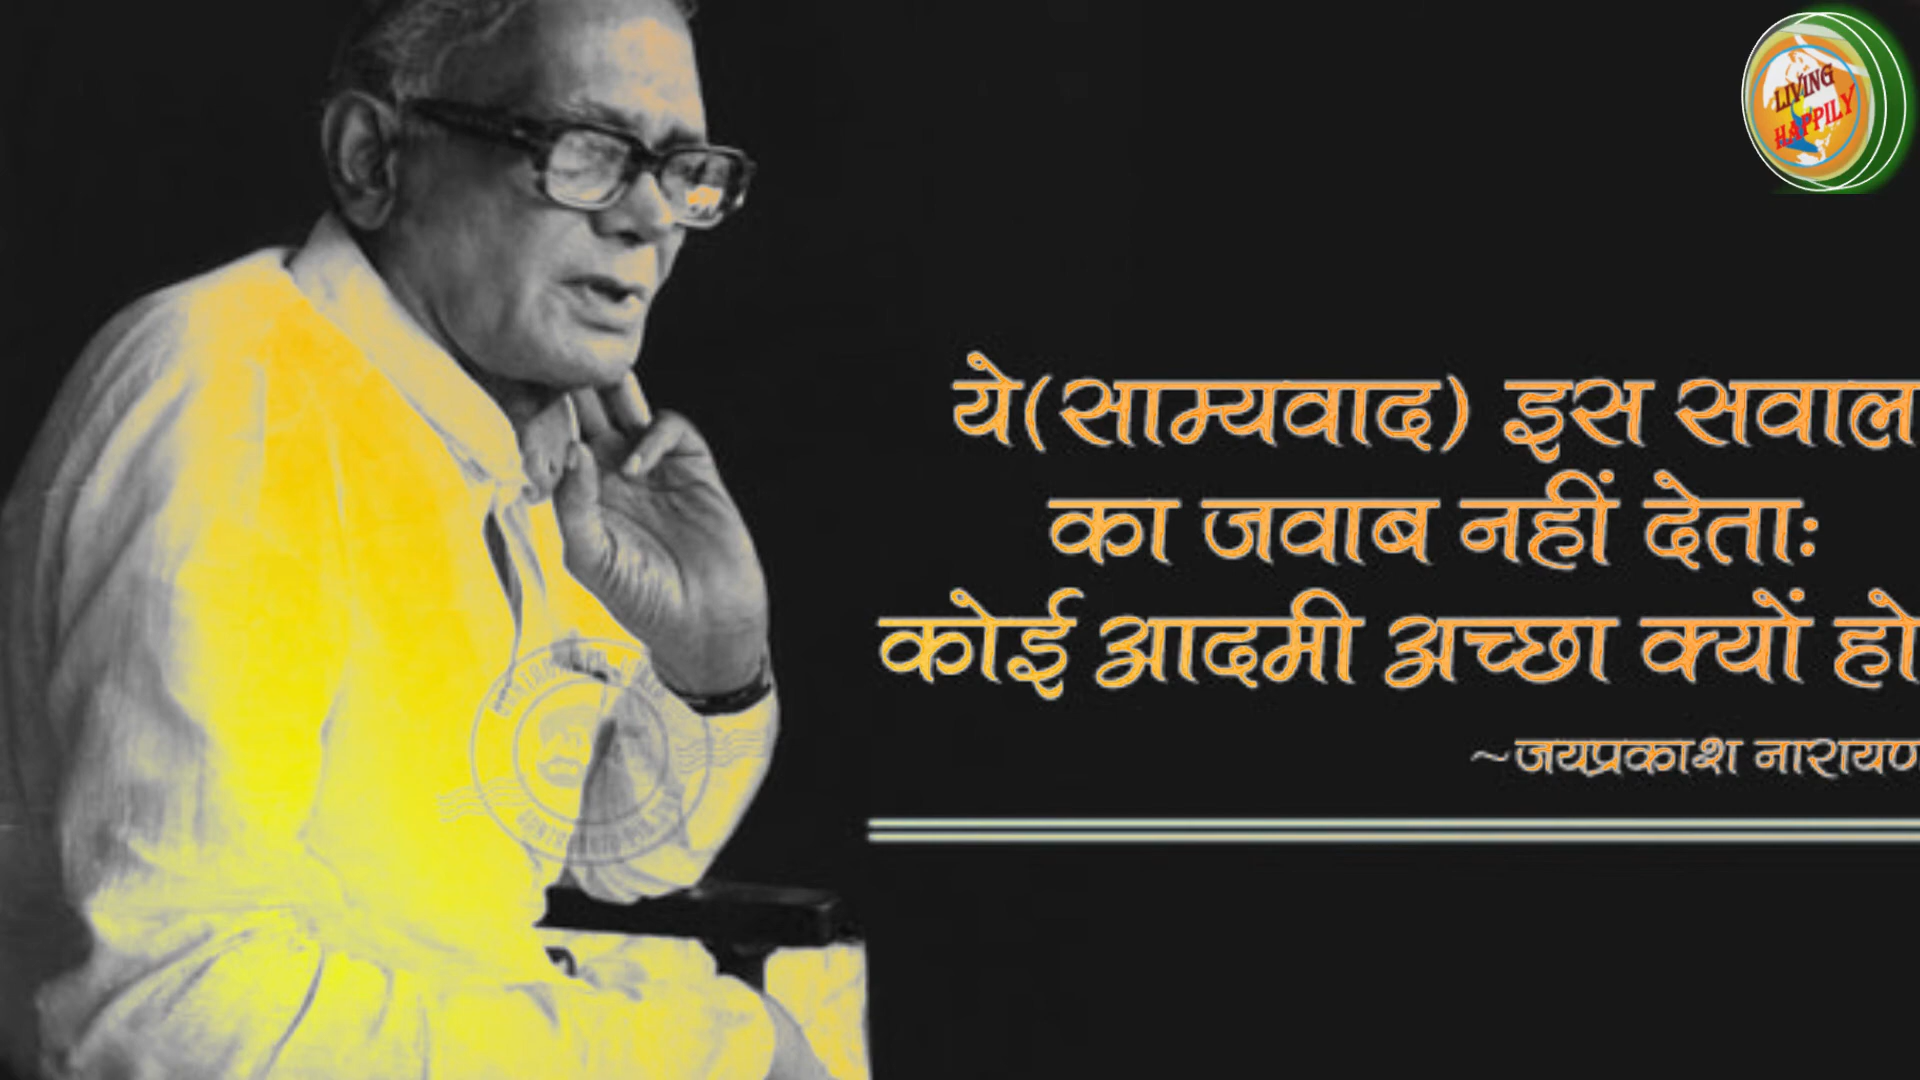 LIVING
HAPPILY
ये(साम्यवाद) इस सवाल
का जवाब नहीं देताः
कोई आदमी अच्छा क्यों हो
~जयप्रकाश नारायण